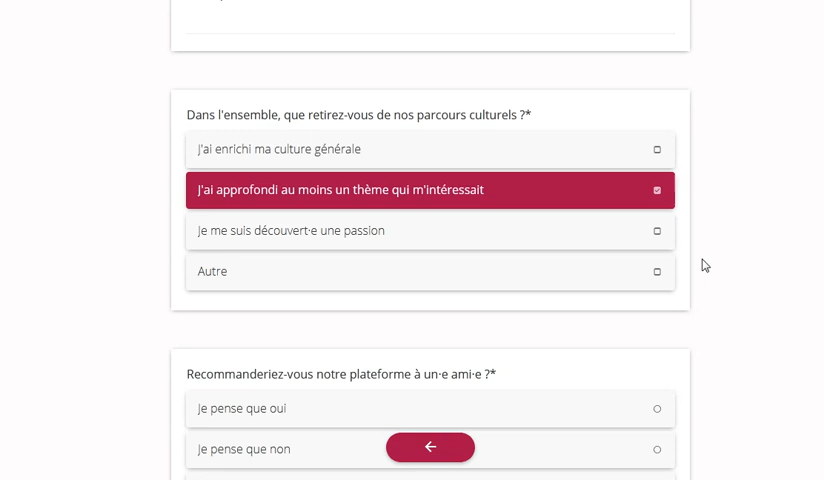 Dans l'ensemble, que retirez-vous de nos parcours culturels ?*
J'ai enrichi ma culture générale
J'ai approfondi au moins un thème qui m'intéressait
Je me suis découvert·e une passion
Autre
Recommanderiez-vous notre plateforme à un·e ami·e ?*
Je pense que oui
Je pense que non